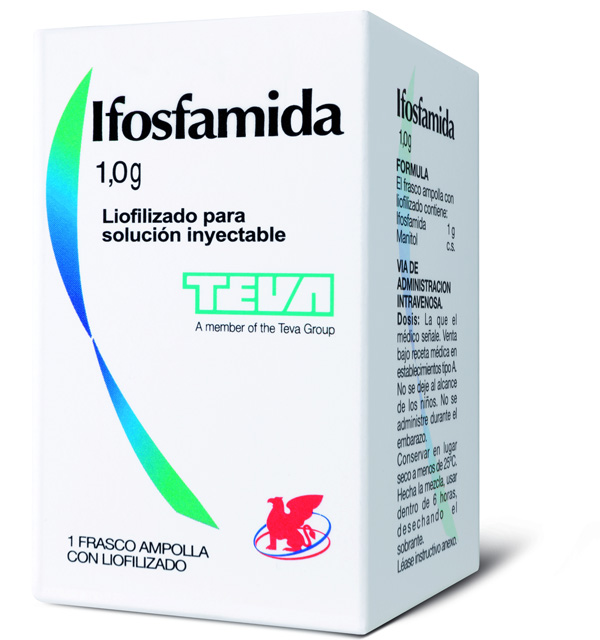 Ifosfamida
1,0g
Liofilizado para
solución inyectable
TEVA
A member of the Teva Group
1 FRASCO AMPOLLA
CON LIOFILIZADO
Ifosfamida
1,0g
FORMULA
El frasco ampolla con
liofilizado contiene:
Ifosfamida 1 g
Manitol c.s.
VIA DE
ADMINISTRACION
INTRAVENOSA.
Dosis: La que el
médico señale. Venta
bajo receta médica en
establecimientos tipo A.
No se deje al alcance
de los niños. No se
administre durante el
embarazo.
Conservar en lugar
seco a menos de 25ºC.
Hecha la mezcla, usar
dentro de 6 horas,
desechando el
sobrante.
Léase instructivo anexo.